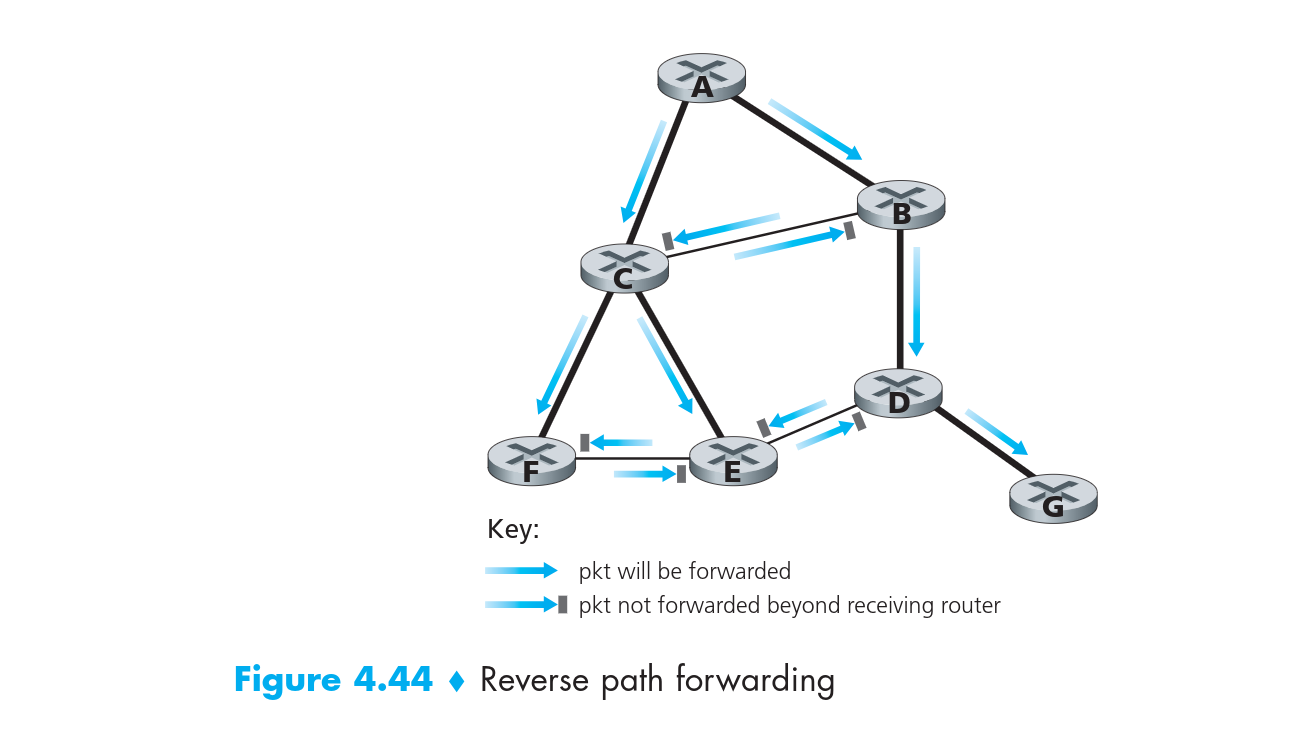 A
B
C
D
F
E
G
Key:
pkt will be forwarded
pkt not forwarded beyond receiving router
Figure 4.44 ♦ Reverse path forwarding